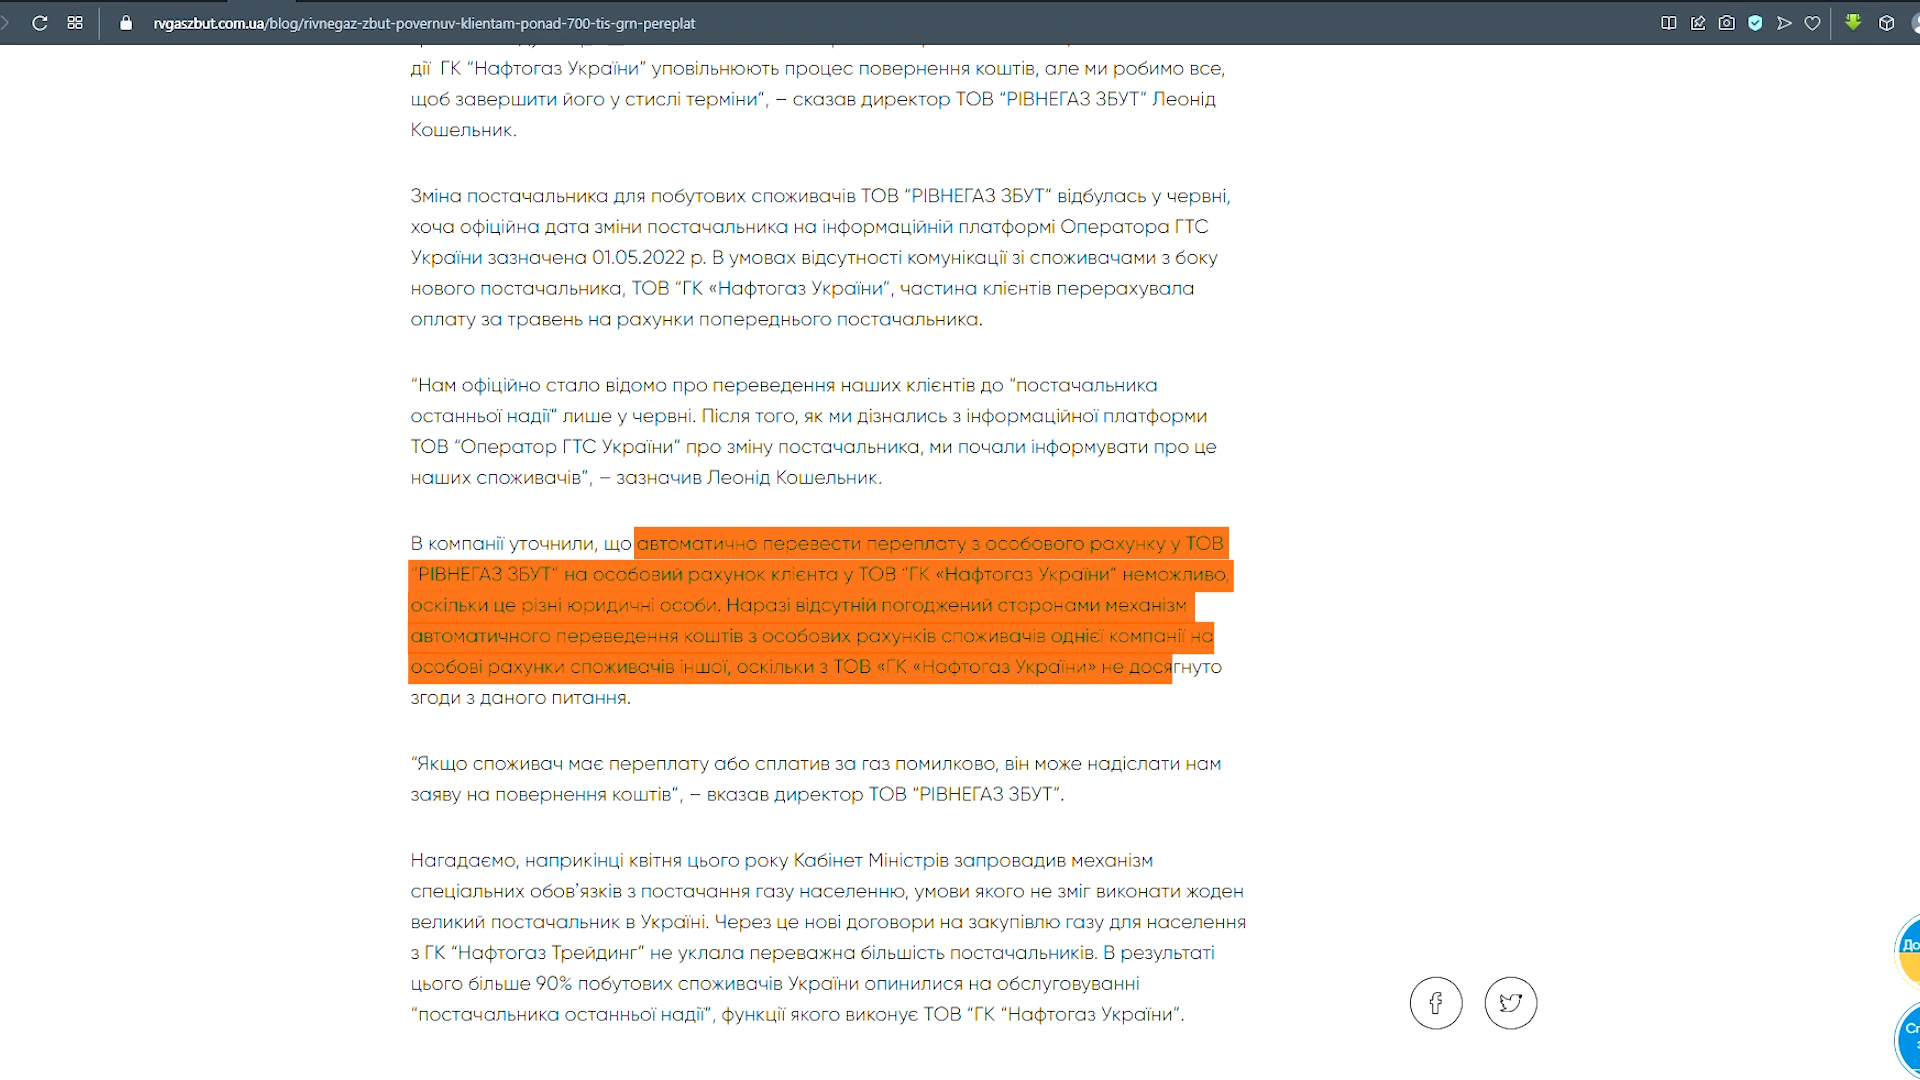 rvgaszbut.com.ua/blog/rivnegaz-zbut-povernuv-klientam-ponad-700-tis-grn-pereplat
дії ГК “Нафтогаз України” уповільнюють процес повернення коштів, але ми робимо все,
щоб завершити його у стислі терміни”, – сказав директор ТОВ “РІВНЕГАЗ ЗБУТ” Леонід
Кошельник.
Зміна постачальника для побутових споживачів ТОВ “РІВНЕГАЗ ЗБУТ” відбулась у червні,
хоча офіційна дата зміни постачальника на інформаційній платформі Оператора ГТС
України зазначена 01.05.2022 р. В умовах відсутності комунікації зі споживачами з боку
нового постачальника, ТОВ “ГК «Нафтогаз України”, частина клієнтів перерахувала
оплату за травень на рахунки попереднього постачальника.
“Нам офіційно стало відомо про переведення наших клієнтів до “постачальника
останньої надії” лише у червні. Після того, як ми дізнались з інформаційної платформи
ТОВ “Оператор ГТС України” про зміну постачальника, ми почали інформувати про це
наших споживачів”, – зазначив Леонід Кошельник.
В компанії уточнили, що автоматично перевести переплату з особового рахунку у ТОВ
“РІВНЕГАЗ ЗБУТ” на особовий рахунок клієнта у ТОВ “ГК «Нафтогаз України” неможливо,
оскільки це різні юридичні особи. Наразі відсутній погоджений сторонами механізм
автоматичного переведення коштів з особових рахунків споживачів однієї компанії на
особові рахунки споживачів іншої, оскільки з ТОВ «ГК «Нафтогаз України» не досягнуто
згоди з даного питання.
“Якщо споживач має переплату або сплатив за газ помилково, він може надіслати нам
заяву на повернення коштів”, – вказав директор ТОВ “РІВНЕГАЗ ЗБУТ”.
Нагадаємо, наприкінці квітня цього року Кабінет Міністрів запровадив механізм
спеціальних обов’язків з постачання газу населенню, умови якого не зміг виконати жоден
великий постачальник в Україні. Через це нові договори на закупівлю газу для населення
з ГК “Нафтогаз Трейдинг” не уклала переважна більшість постачальників. В результаті
цього більше 90% побутових споживачів України опинилися на обслуговуванні
“постачальника останньої надії”, функції якого виконує ТОВ “ГК “Нафтогаз України”.